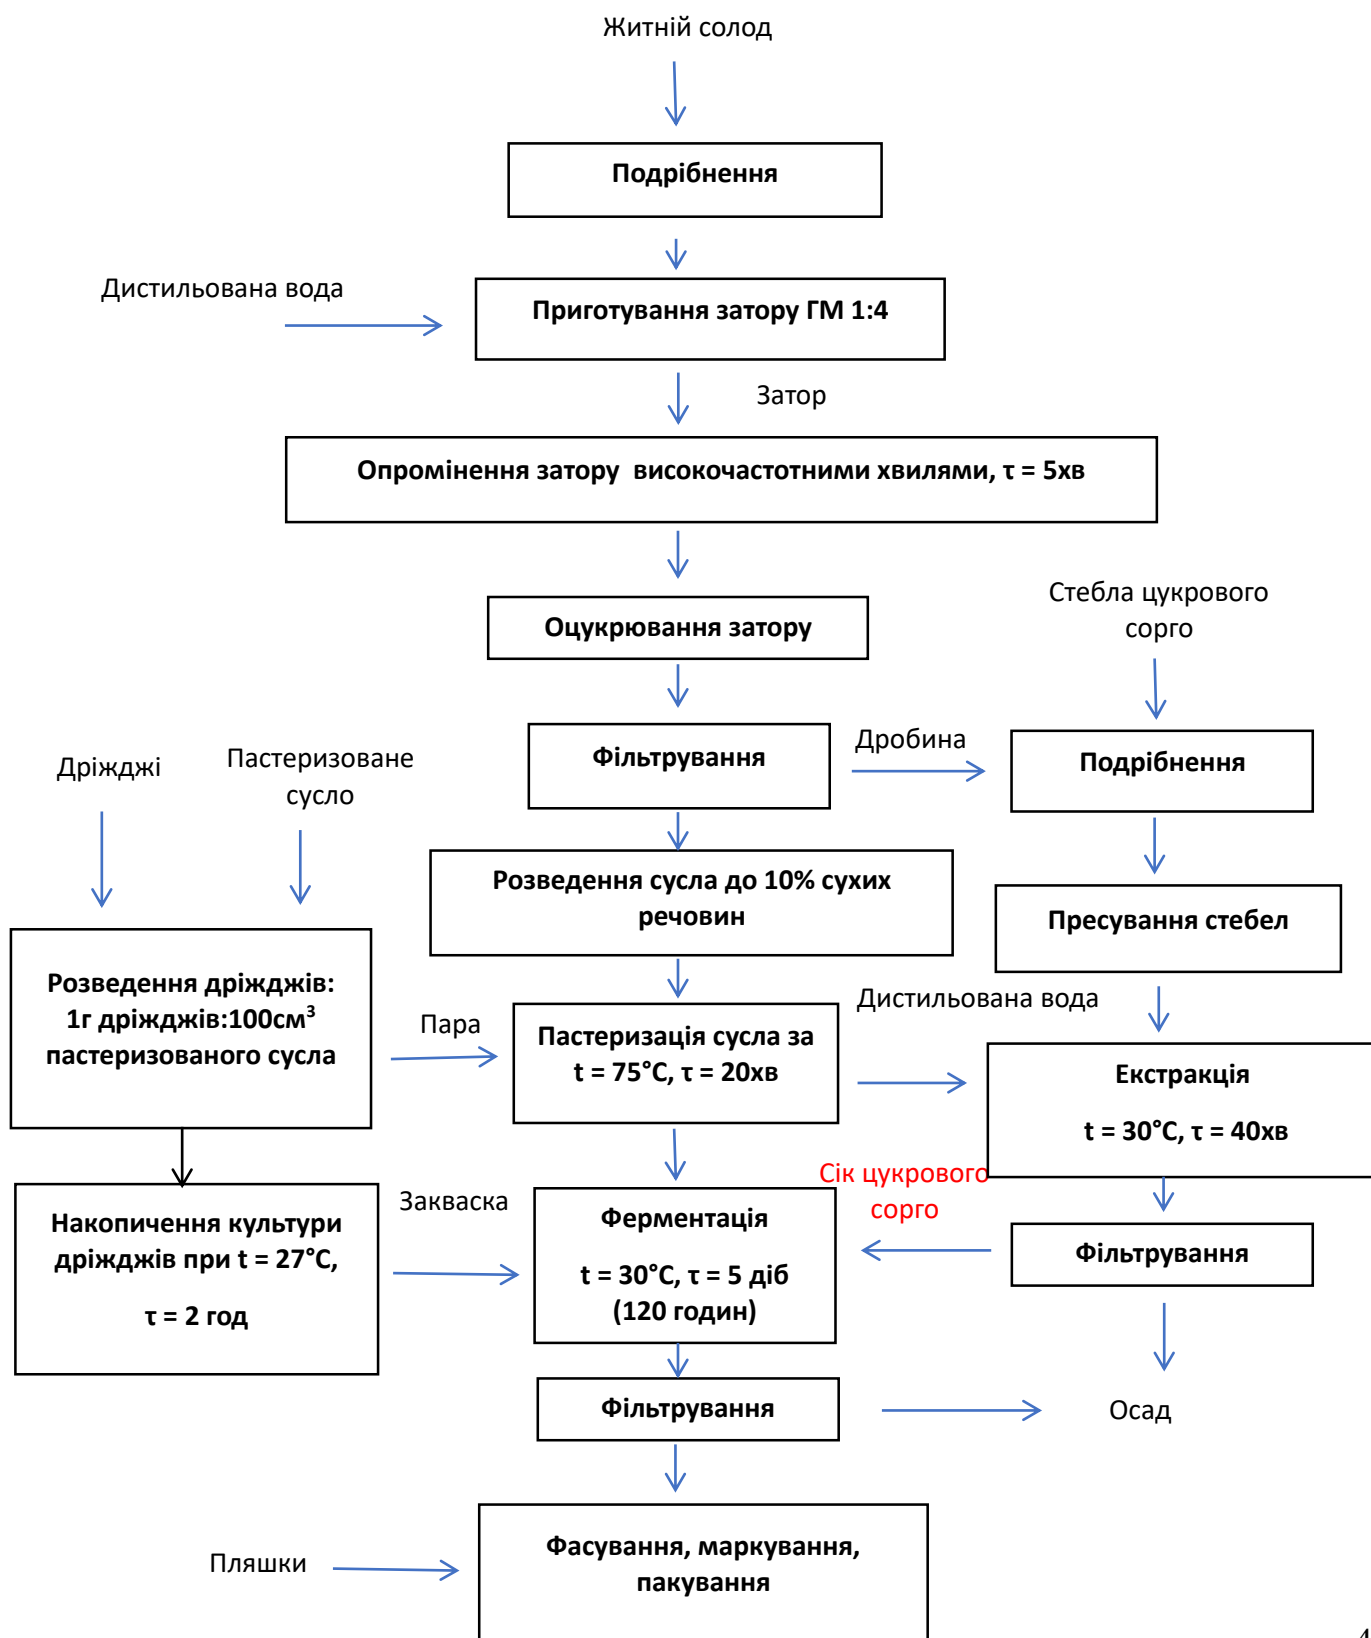 Житній солод
Подрібнення
Дистильована вода
Приготування затору ГМ 1:4
Затор
Опромінення затору  високочастотними хвилями, τ = 5хв
Оцукрювання затору
Стебла цукрового
сорго
Фільтрування
Дробина
Подрібнення
Дріжджі
Пастеризоване
сусло
Розведення сусла до 10% сухих
речовин
Пресування стебел
Розведення дріжджів:
1г дріжджів:100см³
пастеризованого сусла
Пара
Пастеризація сусла за
t = 75°С, τ = 20хв
Дистильована вода
Екстракція
t = 30°С, τ = 40хв
Накопичення культури
дріжджів при t = 27°С,
τ = 2 год
Закваска
Ферментація
t = 30°С, τ = 5 діб
(120 годин)
Сік цукрового
сорго
Фільтрування
Фільтрування
Осад
Пляшки
Фасування, маркування,
пакування
4